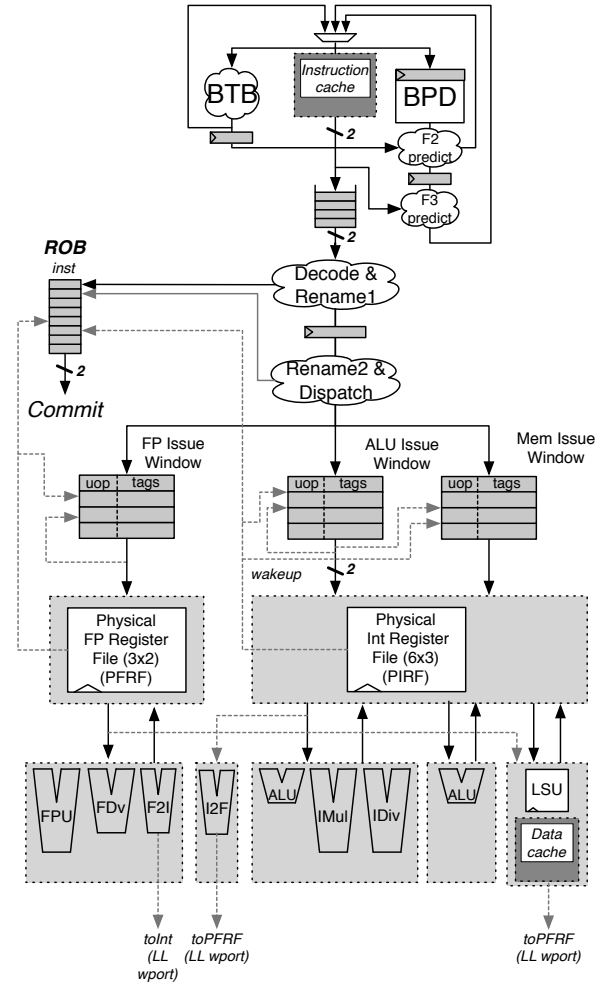 BTB
Instruction
cache
BPD
2
F2
predict
F3
predict
2
ROB
inst
Decode &
Rename1
2
Commit
Rename2 &
Dispatch
FP Issue
Window
ALU Issue
Window
Mem Issue
Window
uop tags
uop tags
uop tags
wakeup
2
Physical
FP Register
File (3x2)
(PFRF)
Physical
Int Register
File (6x3)
(PIRF)
FPU
FDv
F2I
I2F
ALU
IMul
IDiv
ALU
LSU
Data
cache
toInt
(LL
wport)
toPFRF
(LL wport)
toPFRF
(LL wport)